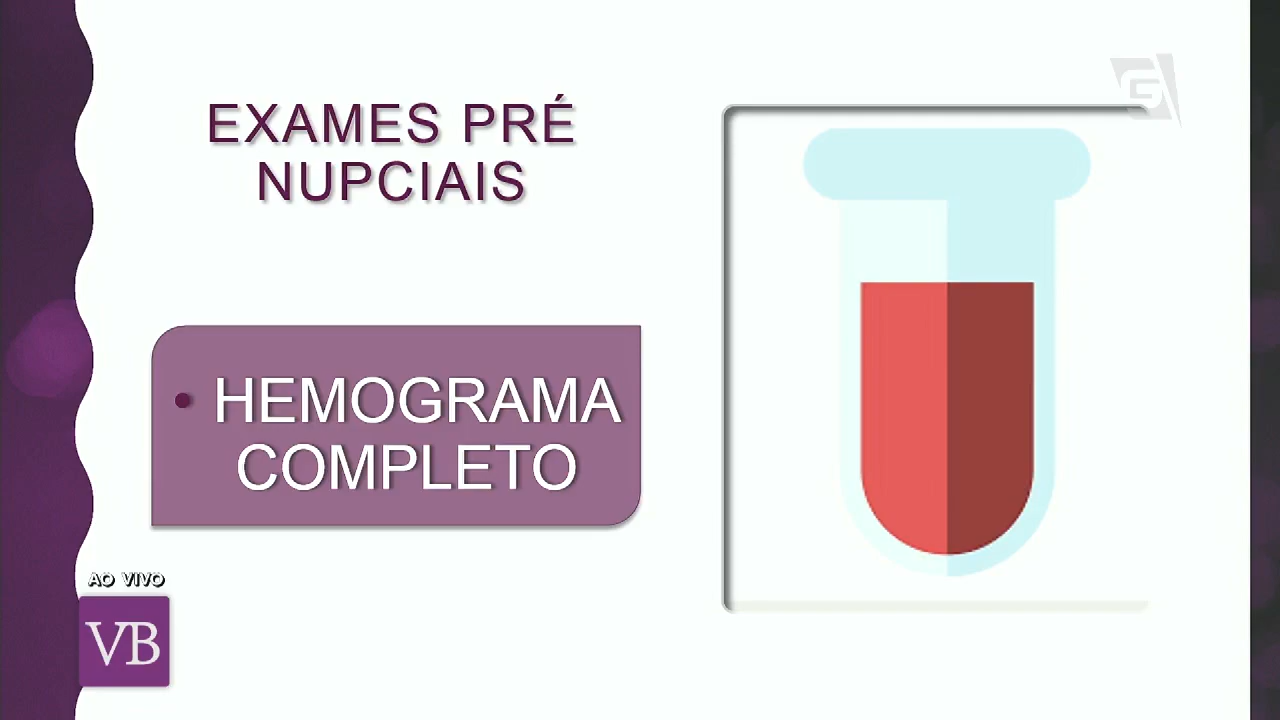 EXAMES PRÉ
NUPCIAIS
• HEMOGRAMA
COMPLETO
AO VIVO
VB
G